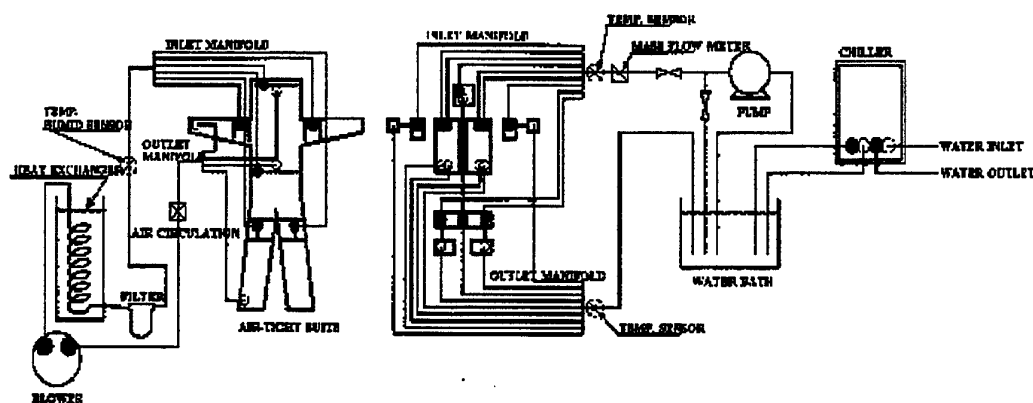 INLET MANIFOLD
TEMP.
HUMID SENSOR
OUTLET
MANIFOLD
HEAT EXCHANGER
AIR CIRCULATION
FILTER
AIR-TIGHT SUITE
BLOWER
TEMP. SENSOR
INLET MANIFOLD
MASS FLOW METER
PUMP
CHILLER
WATER INLET
WATER OUTLET
WATER BATH
OUTLET MANIFOLD
TEMP. SENSOR